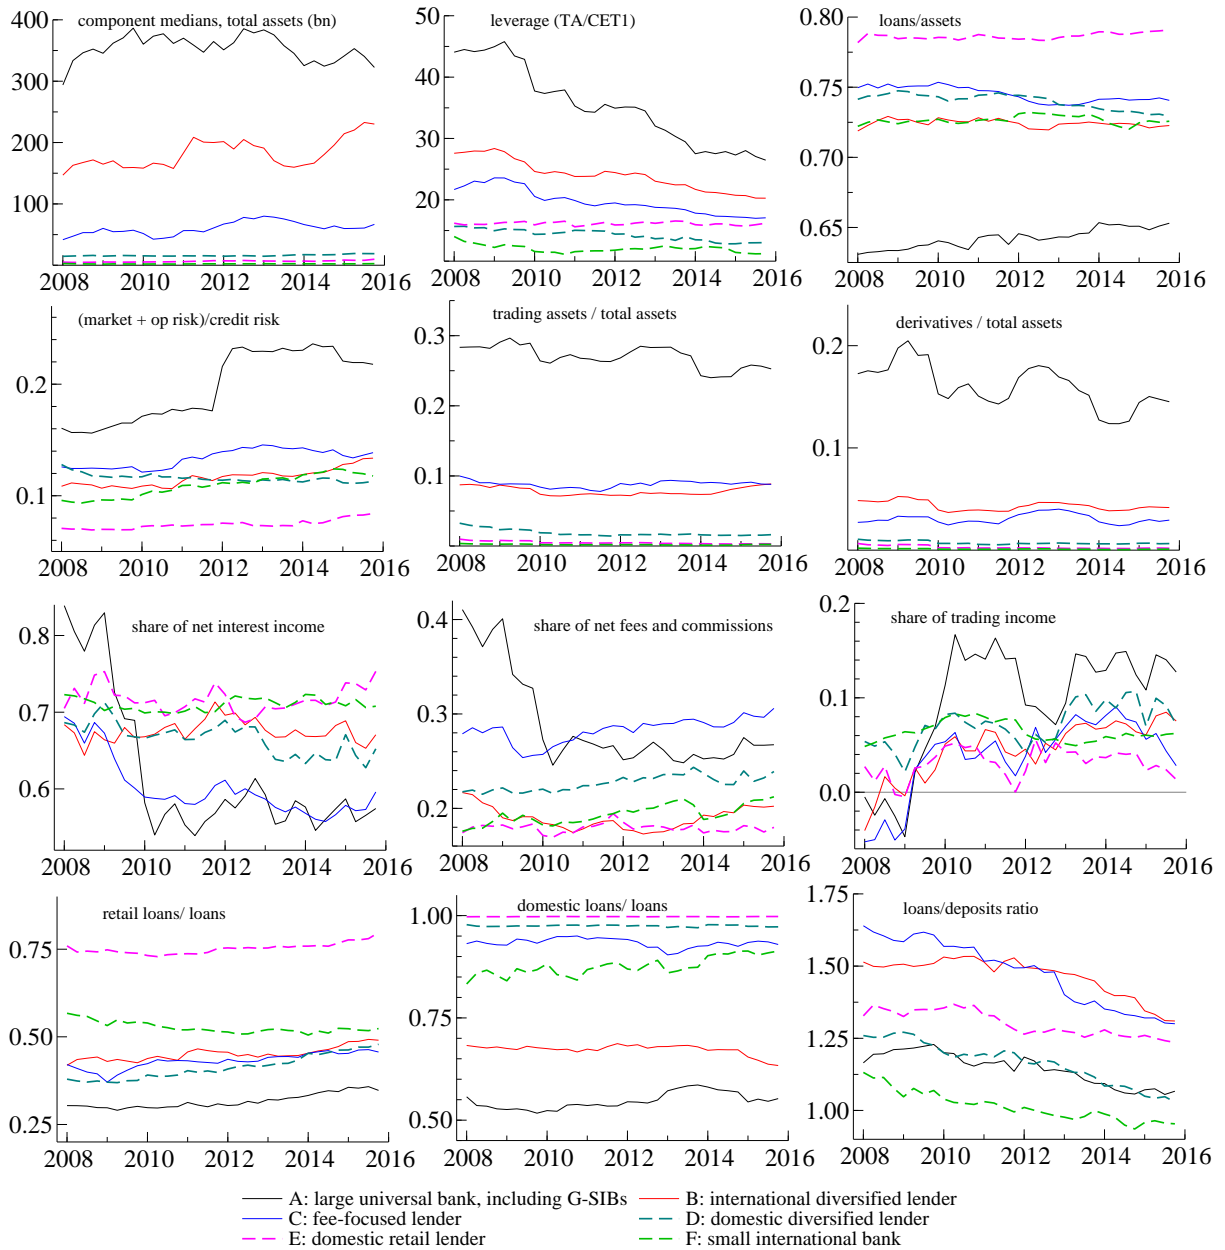 component medians, total assets (bn)
400
300
200
100
2008 2010 2012 2014 2016
leverage (TA/CET1)
50
40
30
20
2008 2010 2012 2014 2016
loans/assets
0.80
0.75
0.70
0.65
2008 2010 2012 2014 2016
(market + op risk)/credit risk
0.2
0.1
2008 2010 2012 2014 2016
trading assets / total assets
0.3
0.2
0.1
2008 2010 2012 2014 2016
derivatives / total assets
0.2
0.1
2008 2010 2012 2014 2016
share of net interest income
0.8
0.7
0.6
2008 2010 2012 2014 2016
share of net fees and commissions
0.4
0.3
0.2
2008 2010 2012 2014 2016
share of trading income
0.2
0.1
0.0
2008 2010 2012 2014 2016
retail loans/ loans
0.75
0.50
0.25
2008 2010 2012 2014 2016
domestic loans/ loans
1.00
0.75
0.50
2008 2010 2012 2014 2016
loans/deposits ratio
1.75
1.50
1.25
1.00
2008 2010 2012 2014 2016
A: large universal bank, including G-SIBs
B: international diversified lender
C: fee-focused lender
D: domestic diversified lender
E: domestic retail lender
F: small international bank